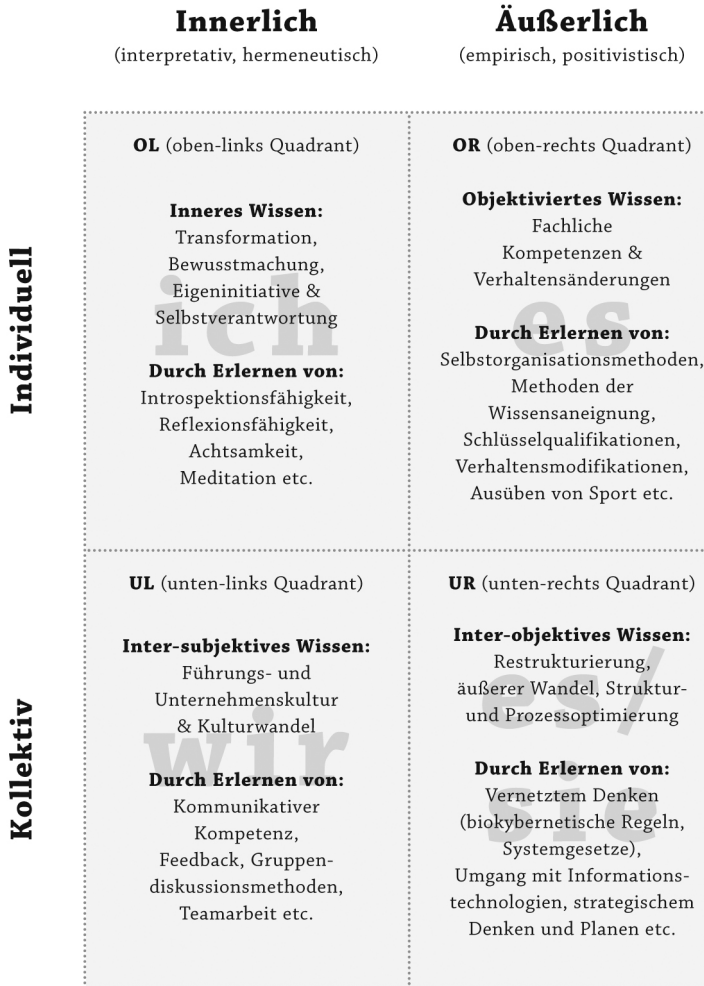 Innerlich
(interpretativ, hermeneutisch)
Äußerlich
(empirisch, positivistisch)
Individuell
OL (oben-links Quadrant)
ich
Inneres Wissen:
Transformation,
Bewusstmachung,
Eigeninitiative &
Selbstverantwortung
Durch Erlernen von:
Introspektionsfähigkeit,
Reflexionsfähigkeit,
Achtsamkeit,
Meditation etc.
OR (oben-rechts Quadrant)
es
Objektiviertes Wissen:
Fachliche
Kompetenzen &
Verhaltensänderungen
Durch Erlernen von:
Selbstorganisationsmethoden,
Methoden der
Wissensaneignung,
Schlüsselqualifikationen,
Verhaltensmodifikationen,
Ausüben von Sport etc.
Kollektiv
UL (unten-links Quadrant)
wir
Inter-subjektives Wissen:
Führungs- und
Unternehmenskultur
& Kulturwandel
Durch Erlernen von:
Kommunikativer
Kompetenz,
Feedback, Gruppen-
diskussionsmethoden,
Teamarbeit etc.
UR (unten-rechts Quadrant)
es/
sie
Inter-objektives Wissen:
Restrukturierung,
äußerer Wandel, Struktur-
und Prozessoptimierung
Durch Erlernen von:
Vernetztem Denken
(biokybernetische Regeln,
Systemgesetze),
Umgang mit Informations-
technologien, strategischem
Denken und Planen etc.